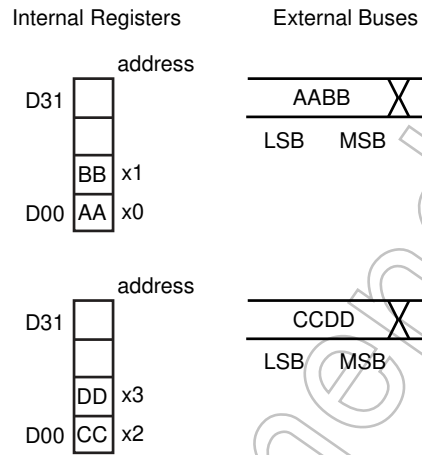 Internal Registers External Buses
address
D31 AABB
LSB MSB
BB x1
D00 AA x0
address
D31 CCDD
LSB MSB
DD x3
D00 CC x2